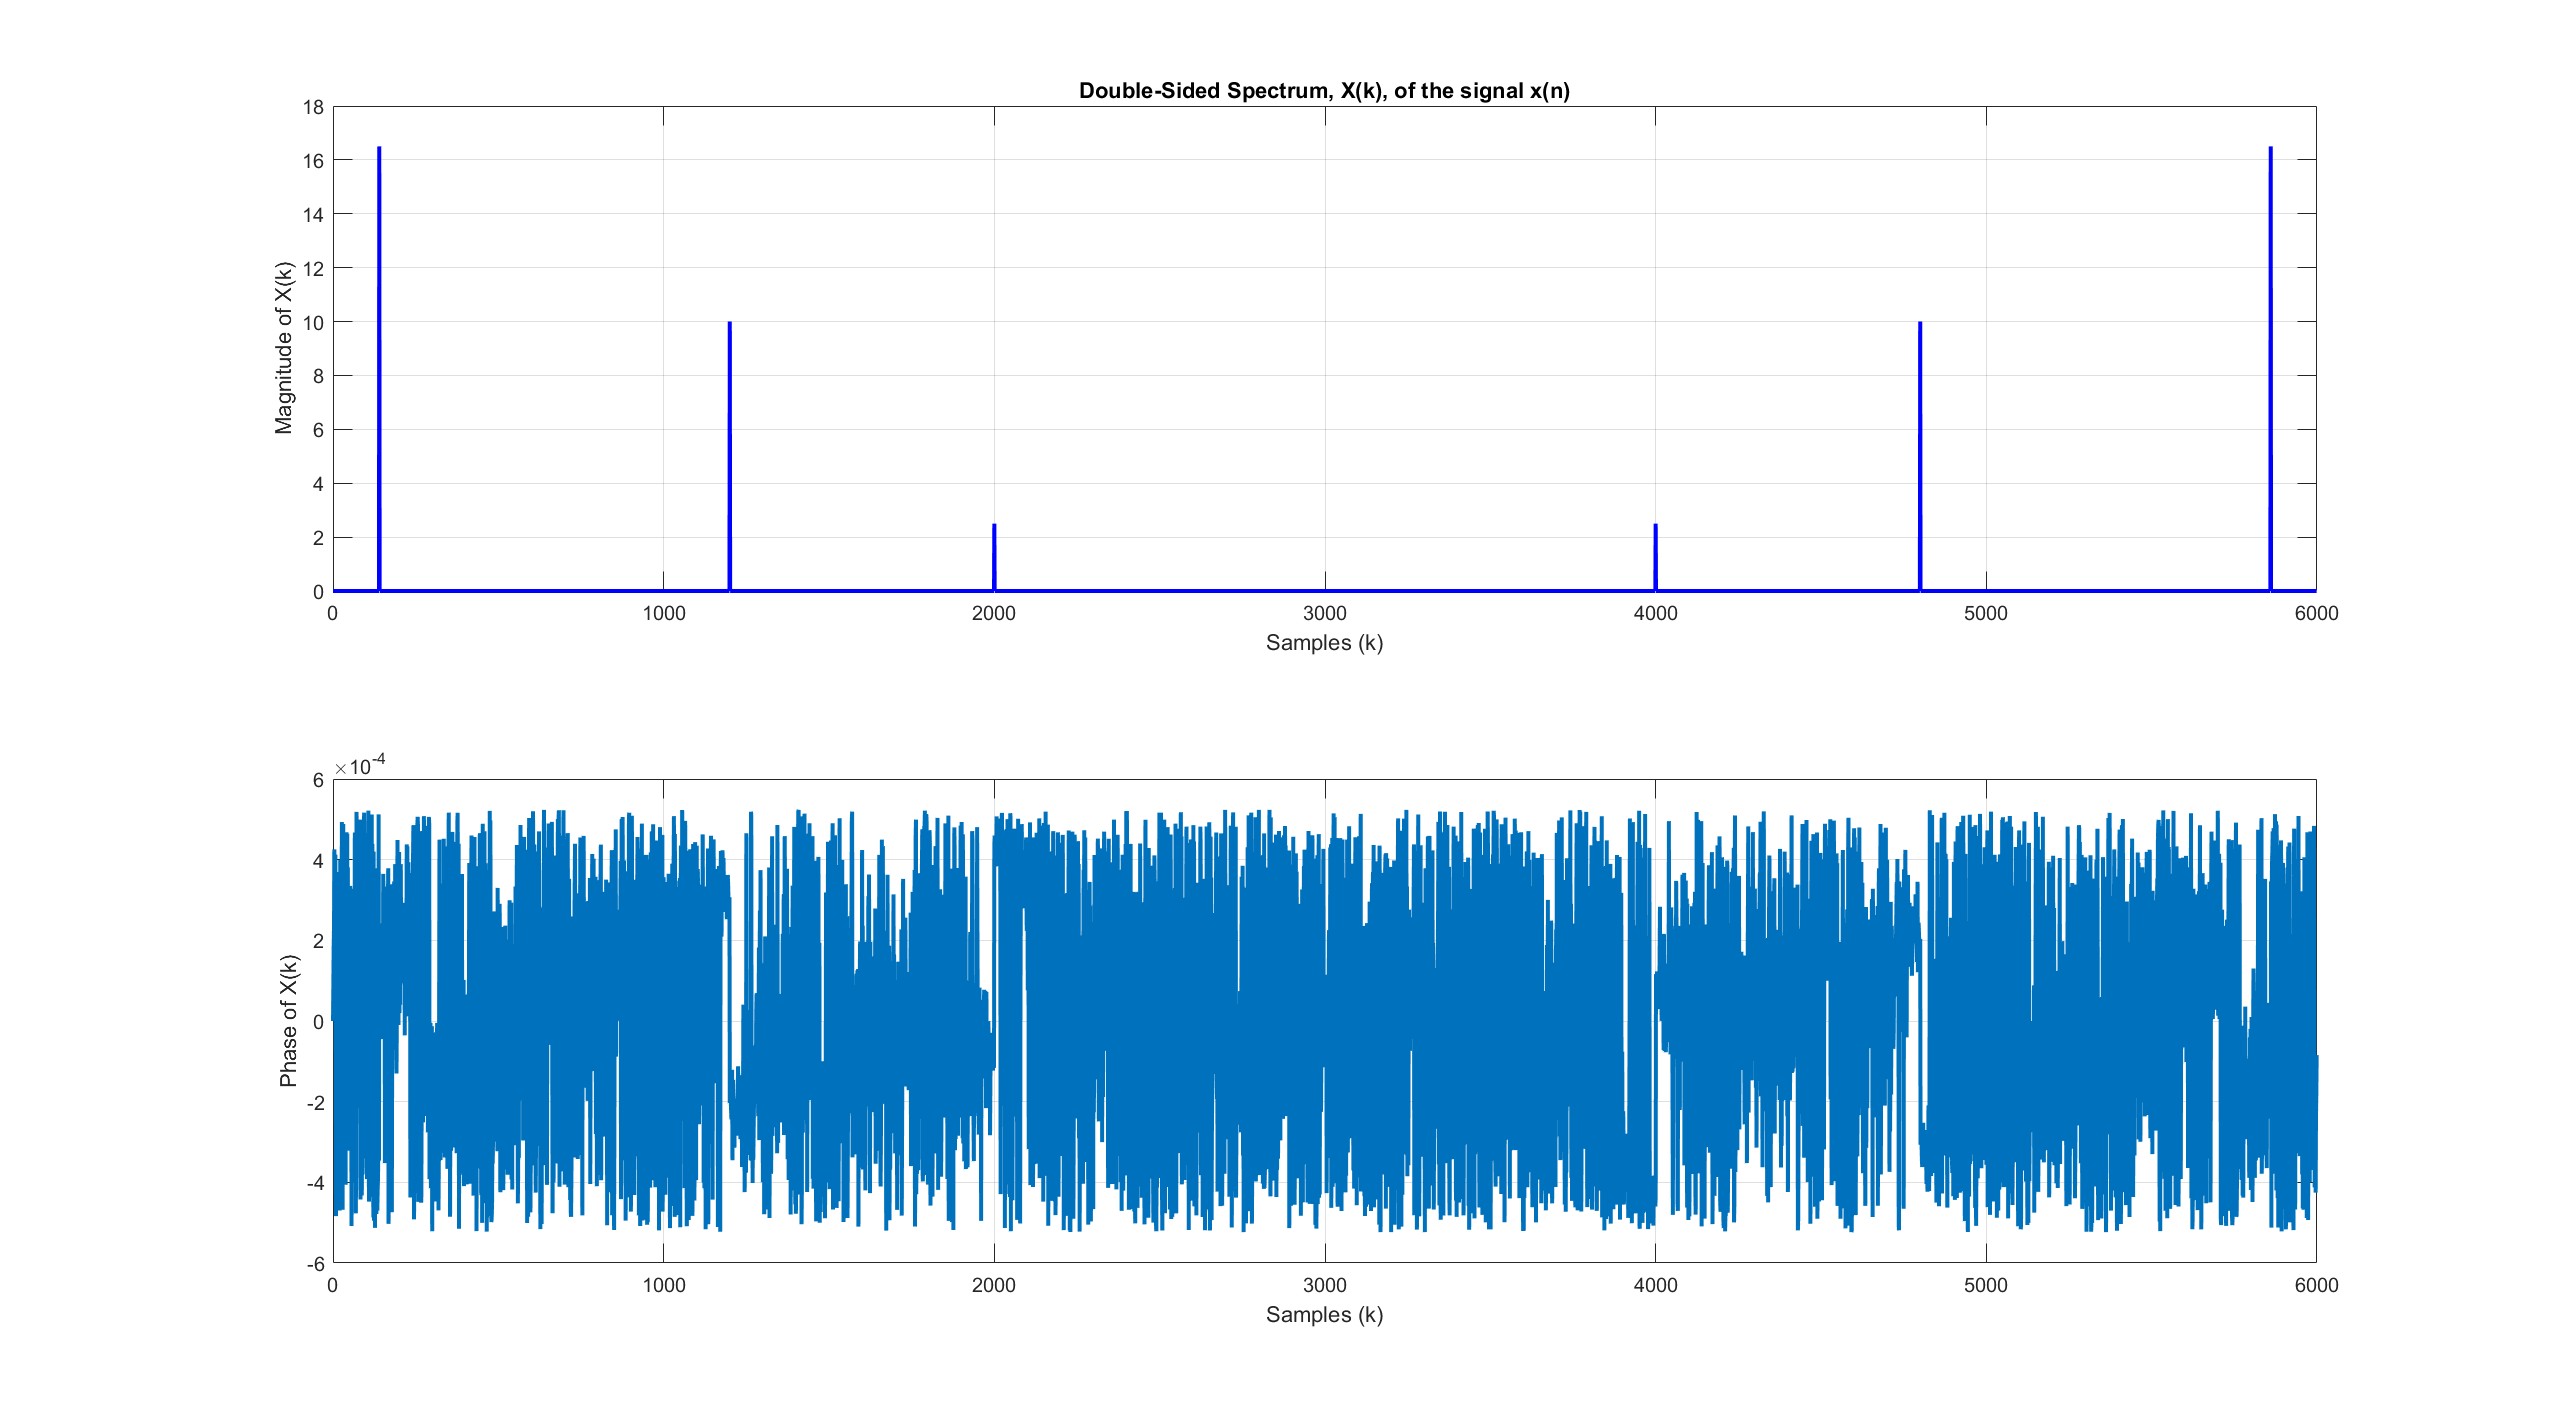 Double-Sided Spectrum, X(k), of the signal x(n)
18
16
14
12
10
8
6
4
2
0
Magnitude of X(k)
0 1000 2000 3000 4000 5000 6000
Samples (k)
×10-4
6
4
2
0
-2
-4
-6
Phase of X(k)
0 1000 2000 3000 4000 5000 6000
Samples (k)